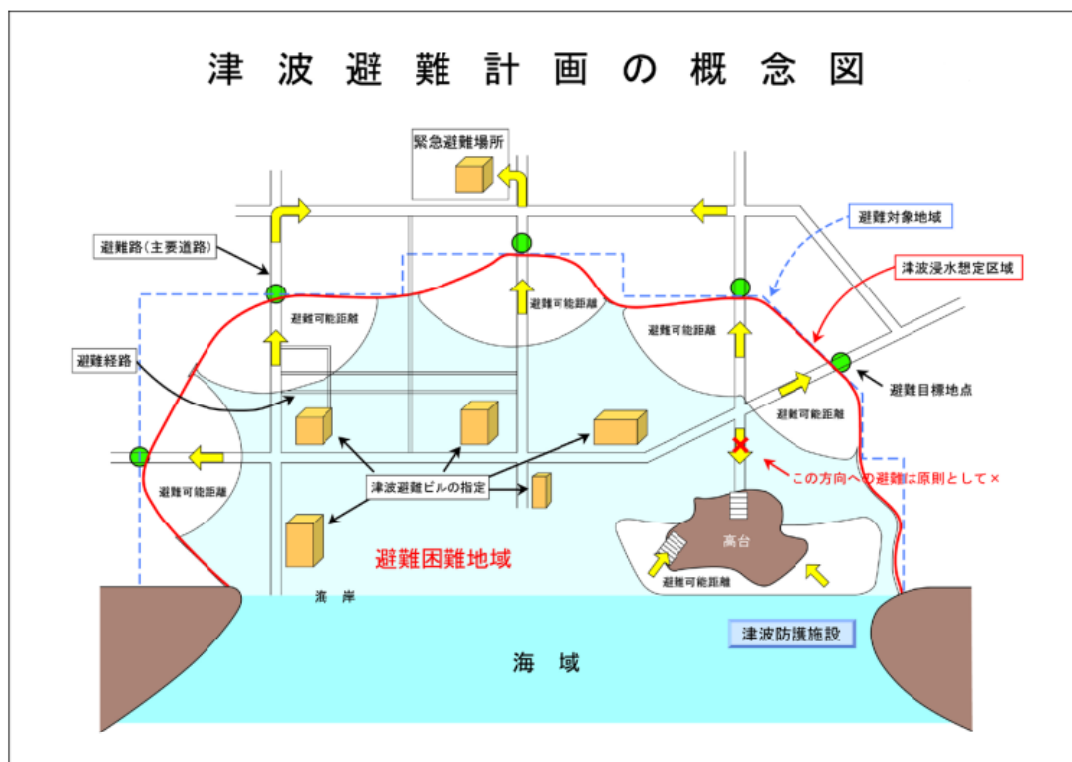 津波避難計画の概念図
緊急避難場所
避難対象地域
避難路(主要道路)
津波浸水想定区域
避難可能距離
避難可能距離
避難可能距離
避難経路
避難目標地点
避難可能距離
この方向への避難は原則として×
津波避難ビルの指定
避難可能距離
高台
避難困難地域
避難可能距離
海岸
津波防護施設
海域